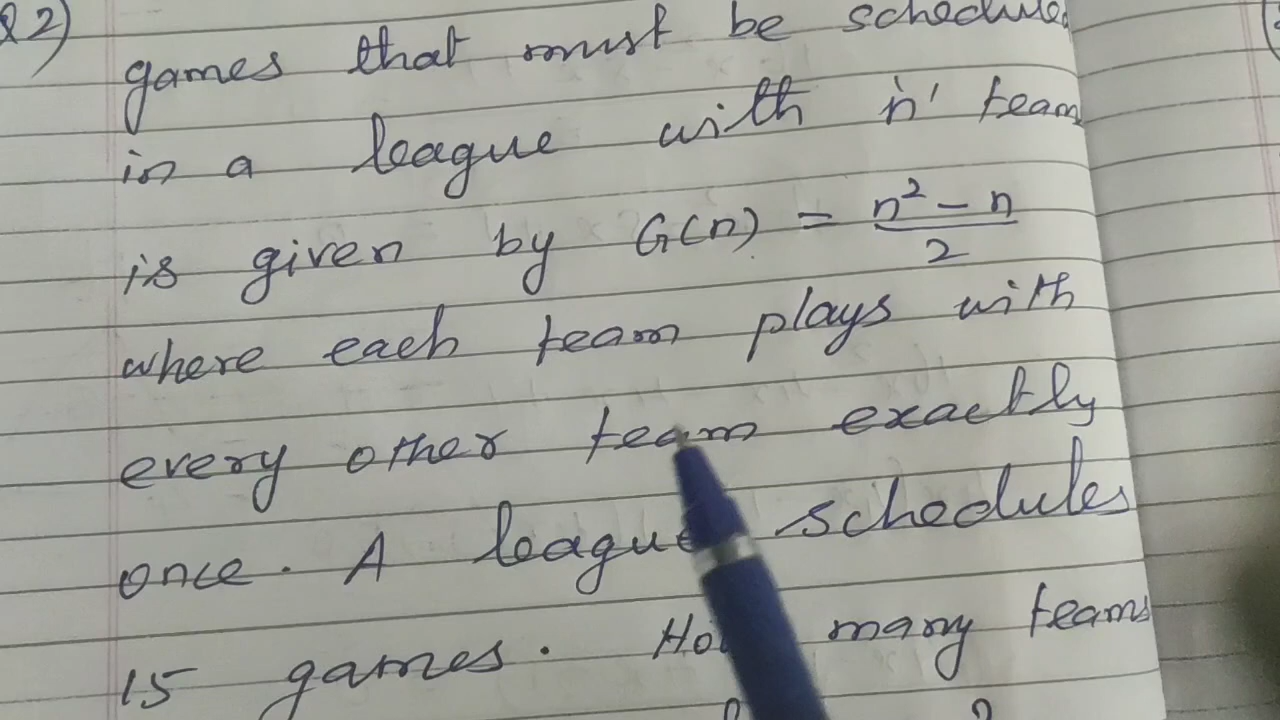 Q2)
games that must be schedule
in a league with 'n' team
is given by G(n) = n² - n / 2
where each team plays with
every other team exactly
once. A league schedules
15 games. How many teams
?